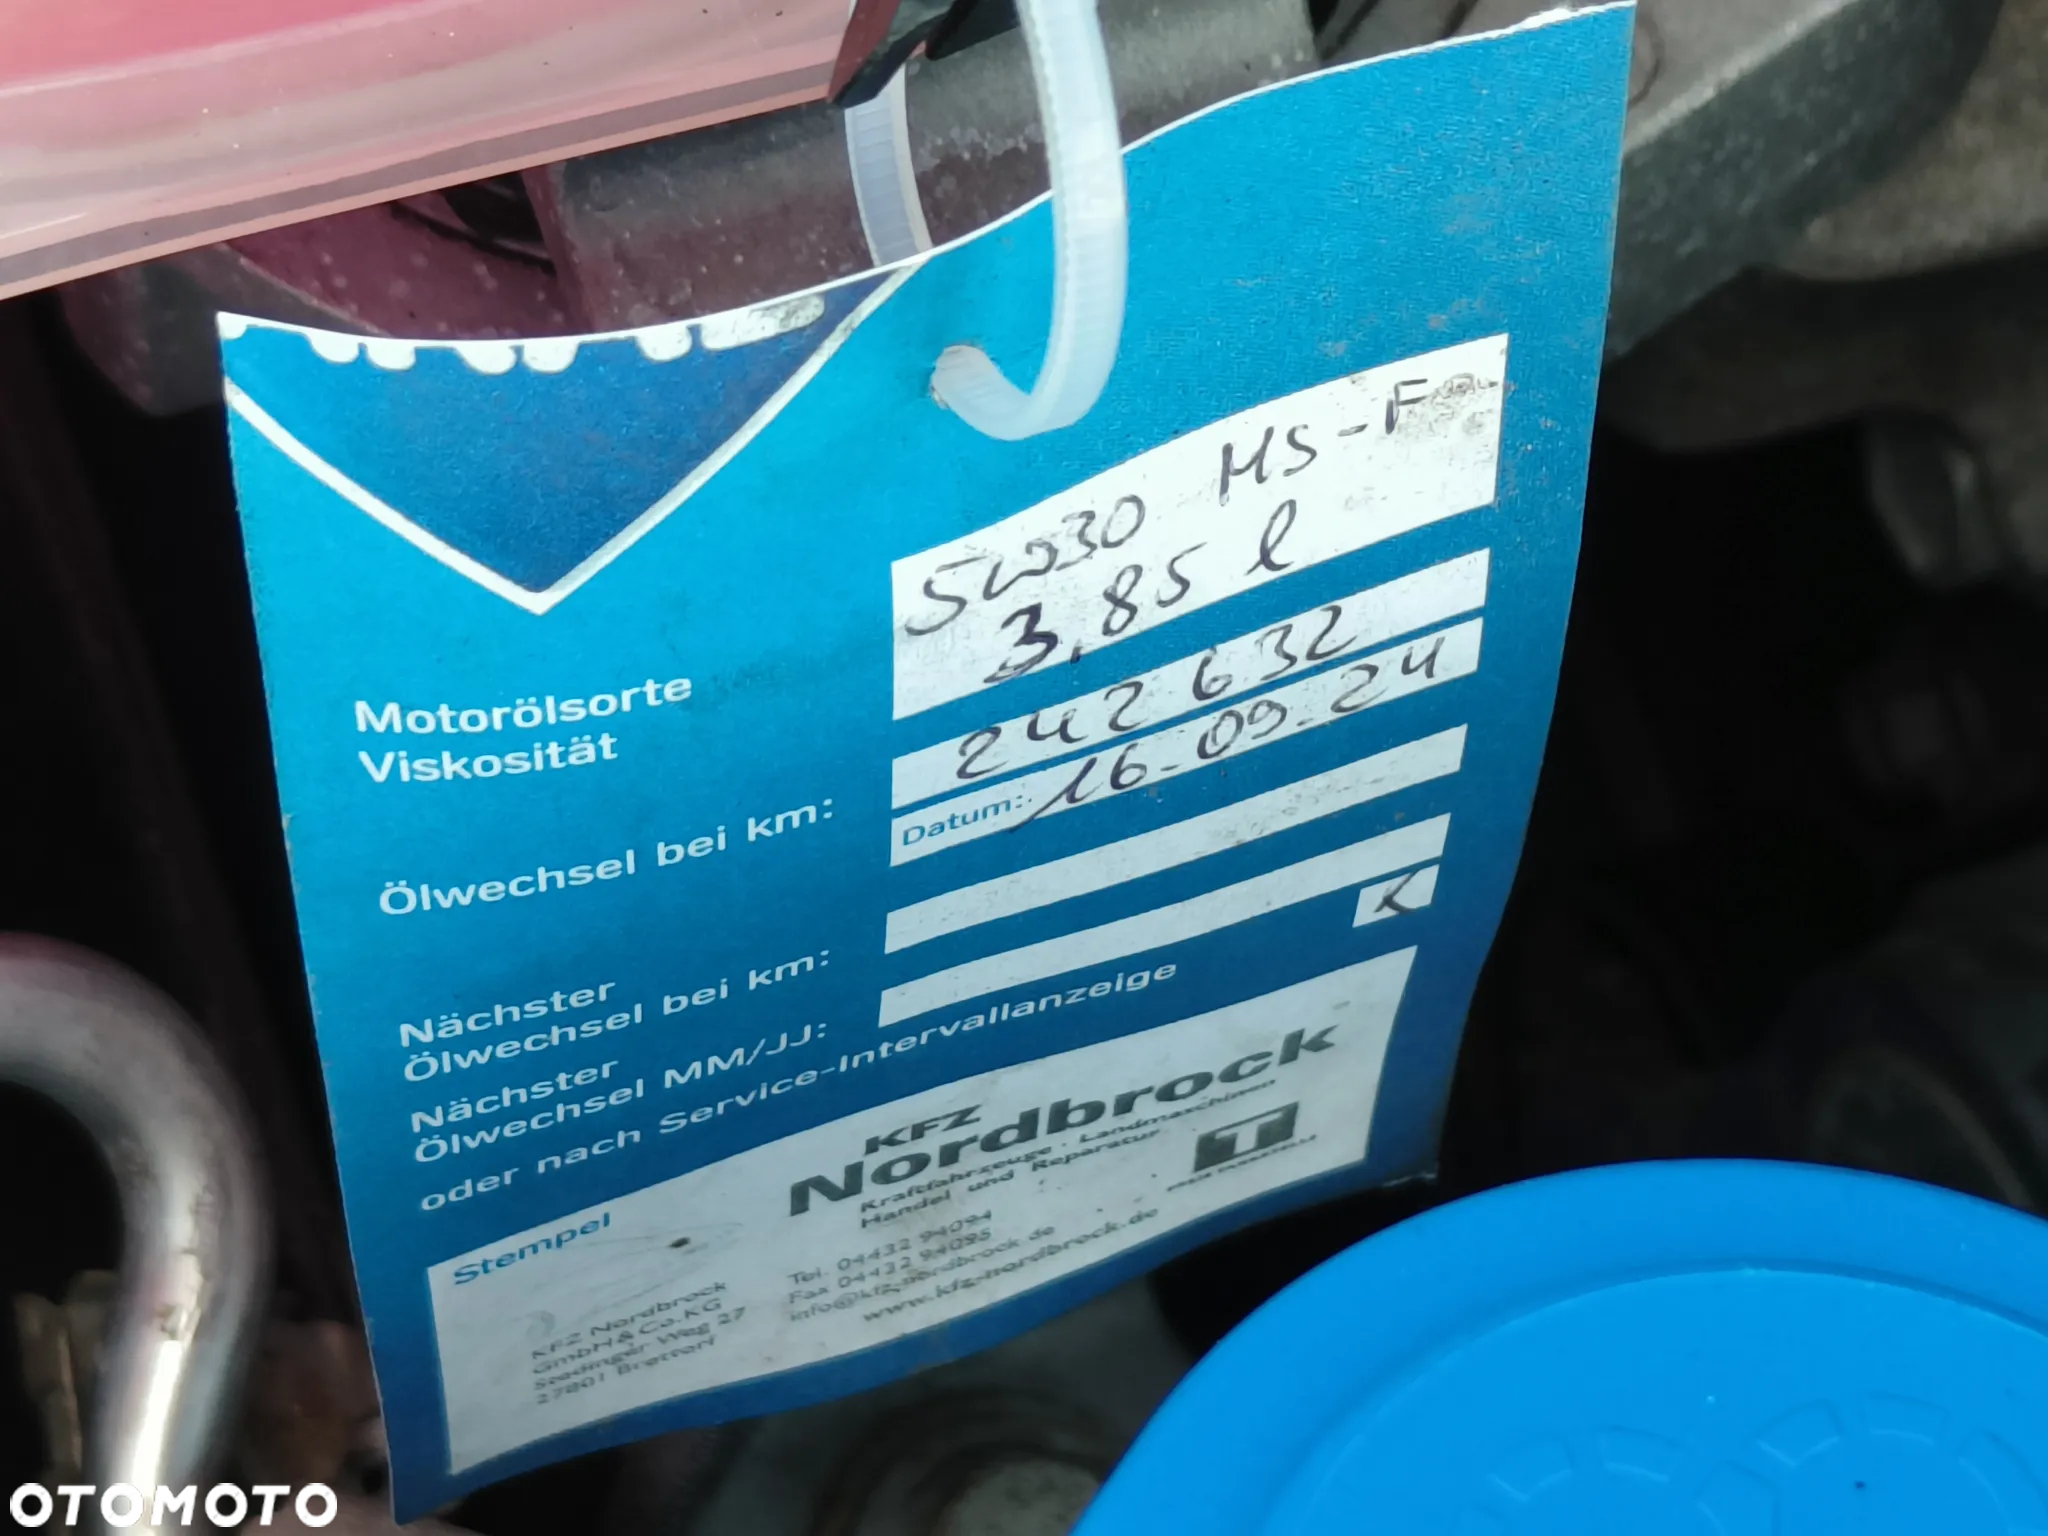 5W30 MS-F
3,85 l
Motorölsorte
Viskosität
Ölwechsel bei km: 242 632
Datum: 16.09.24
Nächster
Ölwechsel bei km:
Nächster
Ölwechsel MM/JJ:
oder nach Service-Intervallanzeige X
Stempel
KFZ
Nordbrock
Kraftfahrzeuge · Landmaschinen
Handel und Reparatur
KFZ Nordbrock
GmbH & Co. KG
Stedinger Weg 27
27801 Brettorf
Tel. 04432 94094
Fax 04432 94095
info@kfz-nordbrock.de
www.kfz-nordbrock.de
OTOMOTO